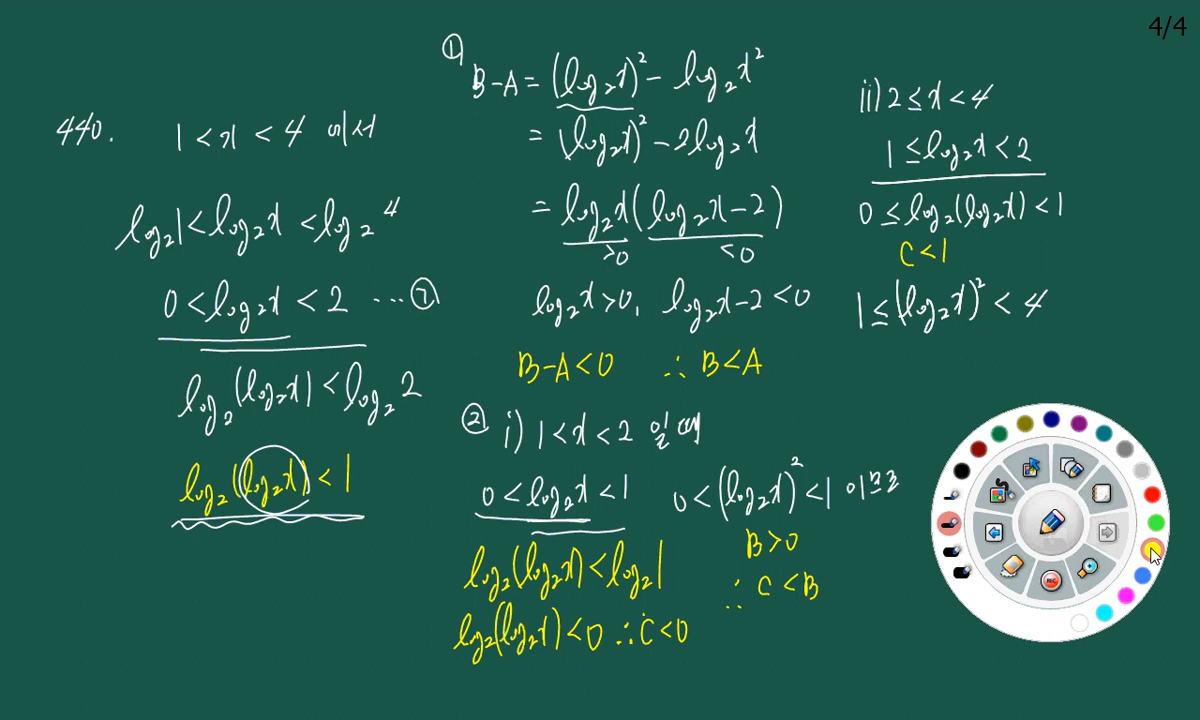 4/4
440. 1 < x < 4 에서
log₂1 < log₂x < log₂4
0 < log₂x < 2 ... ㉠
log₂(log₂x) < log₂2
log₂(log₂x) < 1
① B-A = (log₂x)² - log₂x²
= (log₂x)² - 2log₂x
= log₂x(log₂x-2)
>0 <0
log₂x>0, log₂x-2<0
B-A<0 ∴ B<A
② i) 1<x<2 일 때
0 < log₂x < 1 0<(log₂x)²<1 이므로
log₂(log₂x) < log₂1
log₂(log₂x) < 0 ∴ C<0
B>0
∴ C<B
ii) 2≤x<4
1≤log₂x<2
0≤log₂(log₂x)<1
C<1
1≤(log₂x)²<4
REC